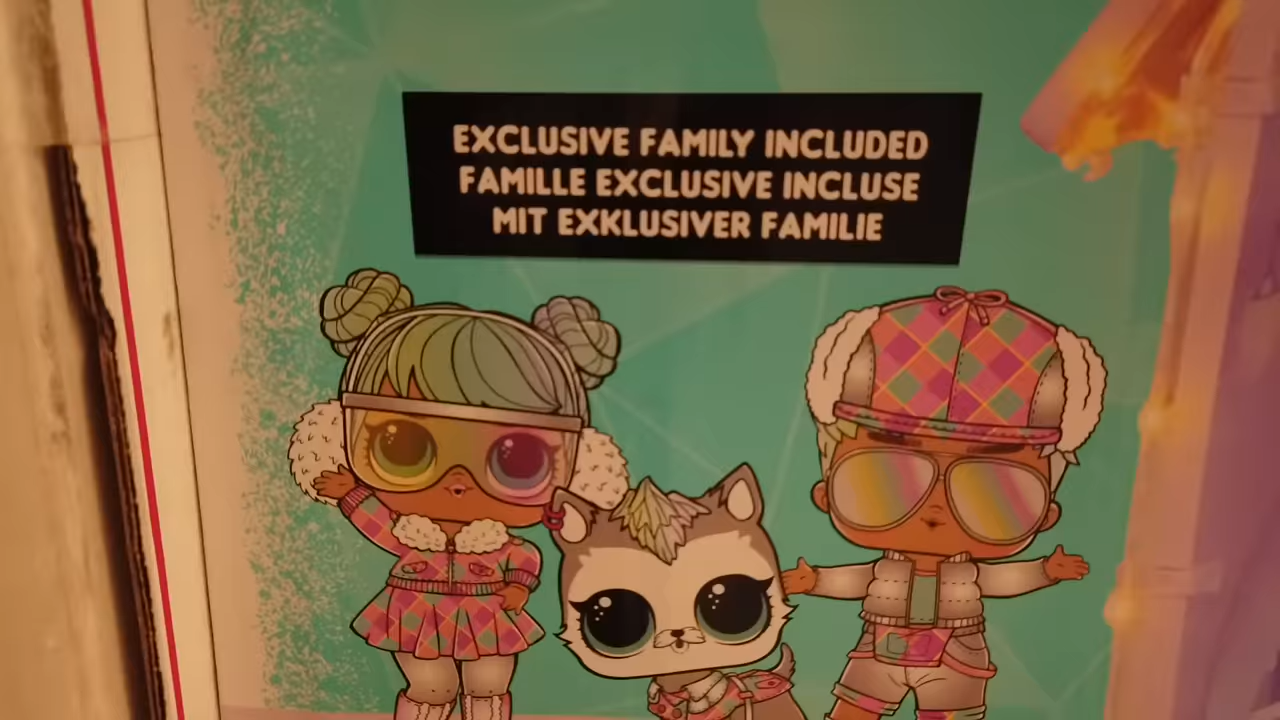 EXCLUSIVE FAMILY INCLUDED
FAMILLE EXCLUSIVE INCLUSE
MIT EXKLUSIVER FAMILIE